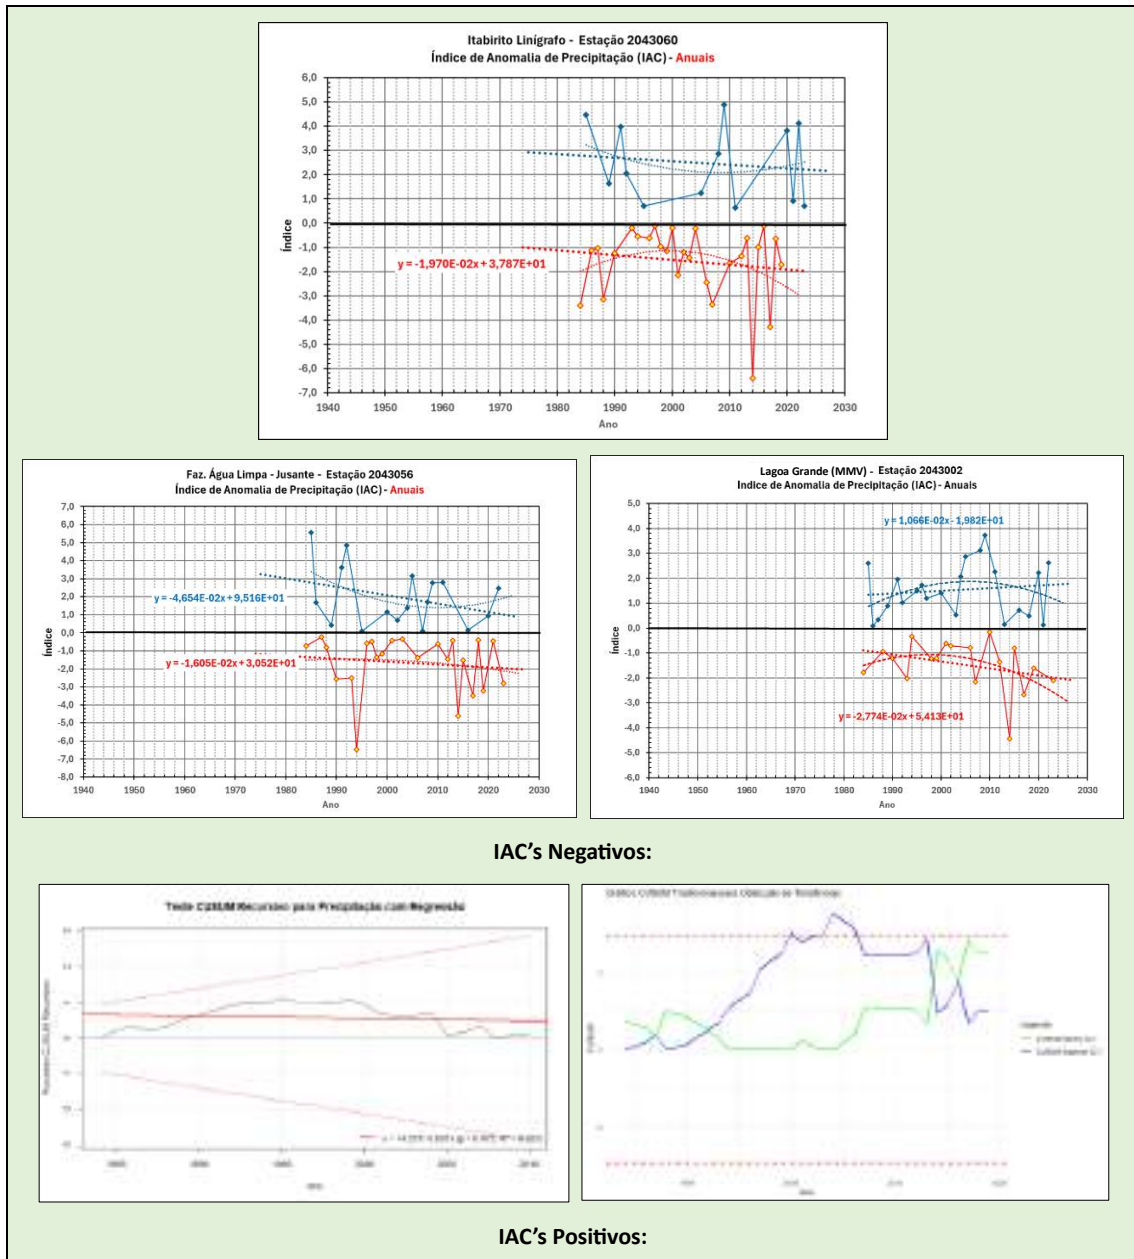 Itabirito Linígrafo - Estação 2043060
Índice de Anomalia de Precipitação (IAC) - Anuais
6,0
5,0
4,0
3,0
2,0
1,0
0,0
-1,0
-2,0
-3,0
-4,0
-5,0
-6,0
-7,0
Índice
y = -1,970E-02x + 3,787E+01
1940 1950 1960 1970 1980 1990 2000 2010 2020 2030
Ano
Faz. Água Limpa - Jusante - Estação 2043056
Índice de Anomalia de Precipitação (IAC) - Anuais
7,0
6,0
5,0
4,0
3,0
2,0
1,0
0,0
-1,0
-2,0
-3,0
-4,0
-5,0
-6,0
-7,0
-8,0
Índice
y = -4,654E-02x + 9,516E+01
y = -1,605E-02x + 3,052E+01
1940 1950 1960 1970 1980 1990 2000 2010 2020 2030
Ano
Lagoa Grande (MMV) - Estação 2043002
Indice de Anomalia de Precipitação (IAC) - Anuais
5,0
4,0
3,0
2,0
1,0
0,0
-1,0
-2,0
-3,0
-4,0
-5,0
-6,0
Índice
y = 1,066E-02x - 1,982E+01
y = -2,774E-02x + 5,413E+01
1940 1950 1960 1970 1980 1990 2000 2010 2020 2030
Ano
IAC's Negativos:
Teste CUSUM Recursivo para Precipitação com Regressão
IAC's Positivos: